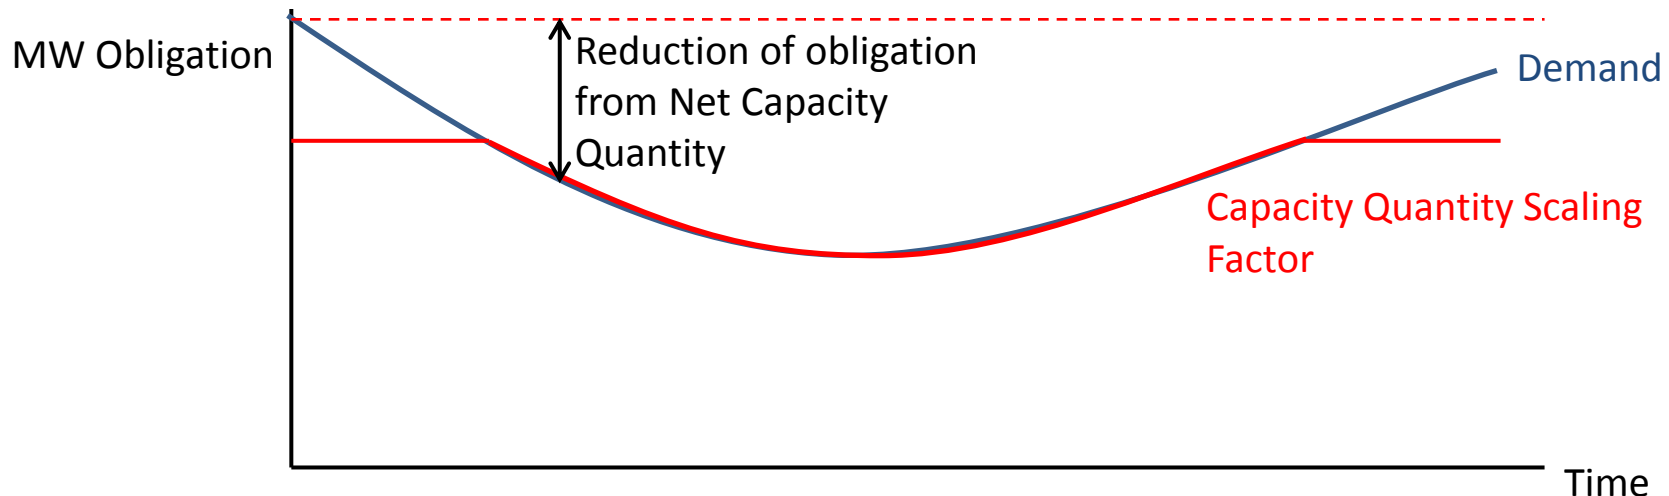 MW Obligation
Reduction of obligation
from Net Capacity
Quantity
Demand
Capacity Quantity Scaling
Factor
Time